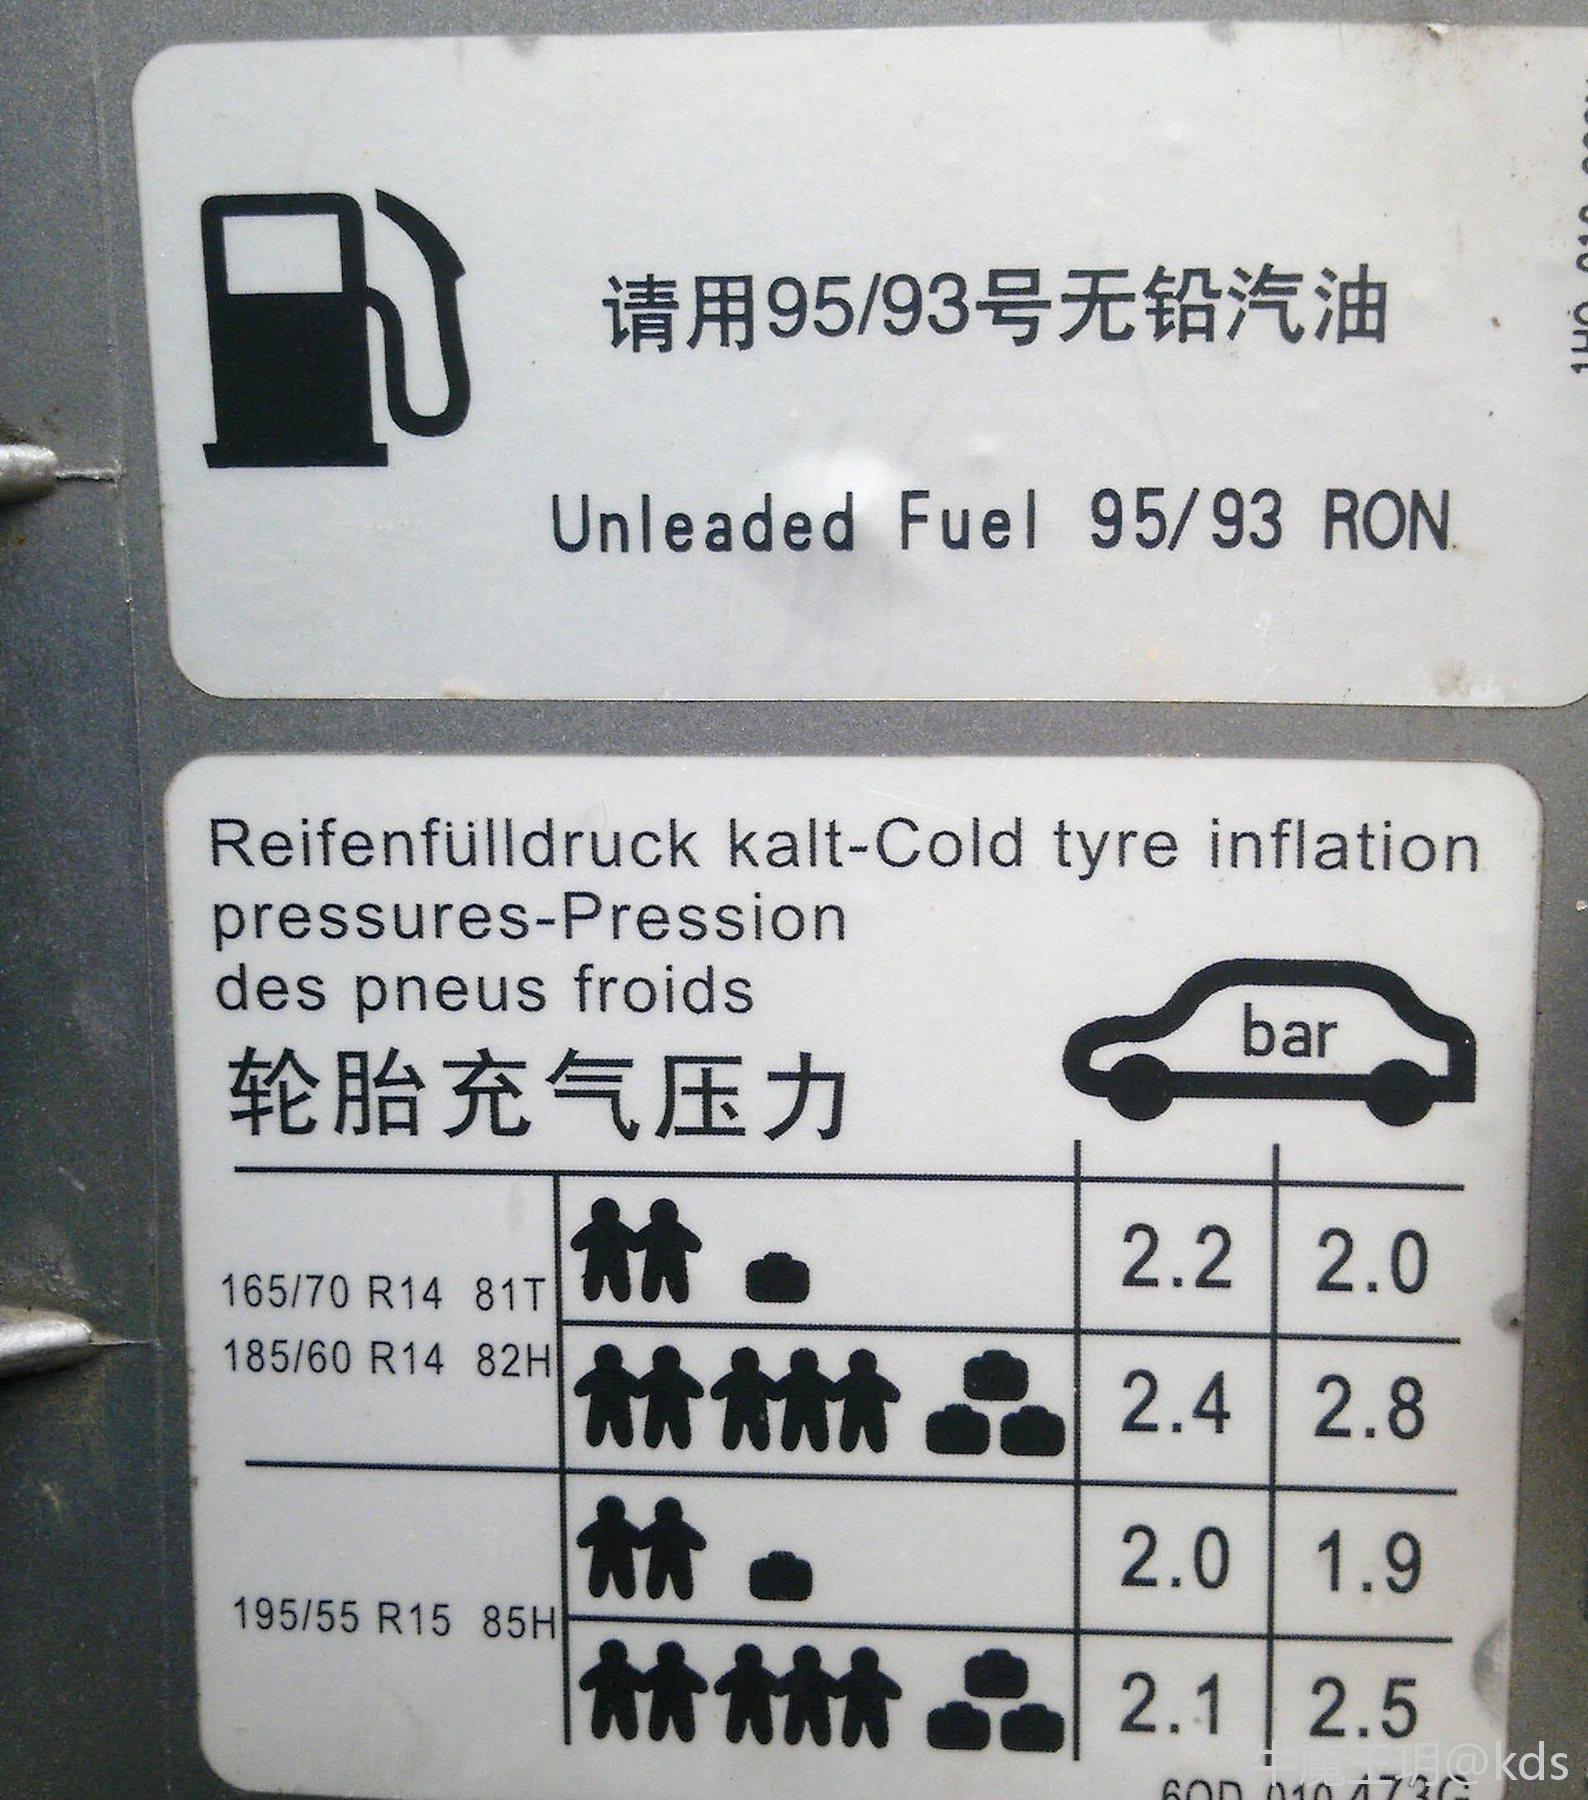 请用95/93号无铅汽油
Unleaded Fuel 95/93 RON
Reifenfülldruck kalt-Cold tyre inflation
pressures-Pression
des pneus froids
轮胎充气压力
bar
165/70 R14 81T
2.2 2.0
185/60 R14 82H
2.4 2.8
195/55 R15 85H
2.0 1.9
2.1 2.5
@kds